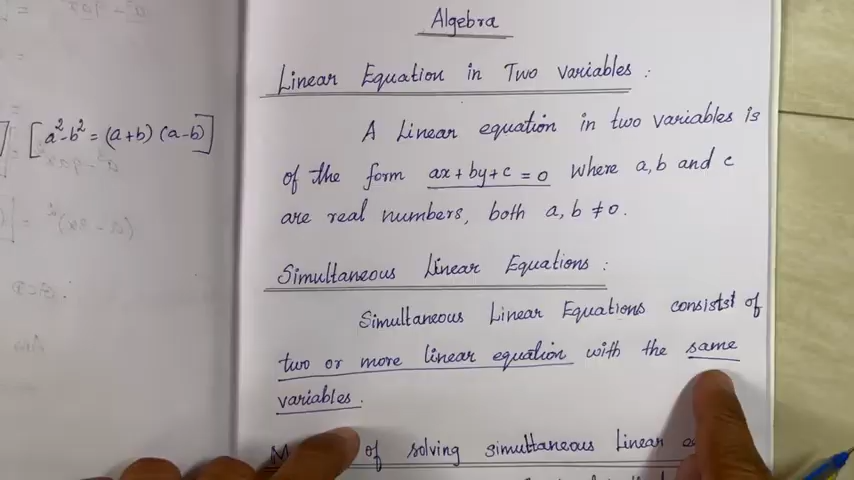 Algebra
Linear Equation in Two variables :
A Linear equation in two variables is
of the form ax + by + c = 0 where a, b and c
are real numbers, both a, b ≠ 0.
Simultaneous Linear Equations :
Simultaneous Linear Equations consists of
two or more linear equation with the same
variables.
of solving simultaneous Linear
[a²-b² = (a+b) (a-b)]